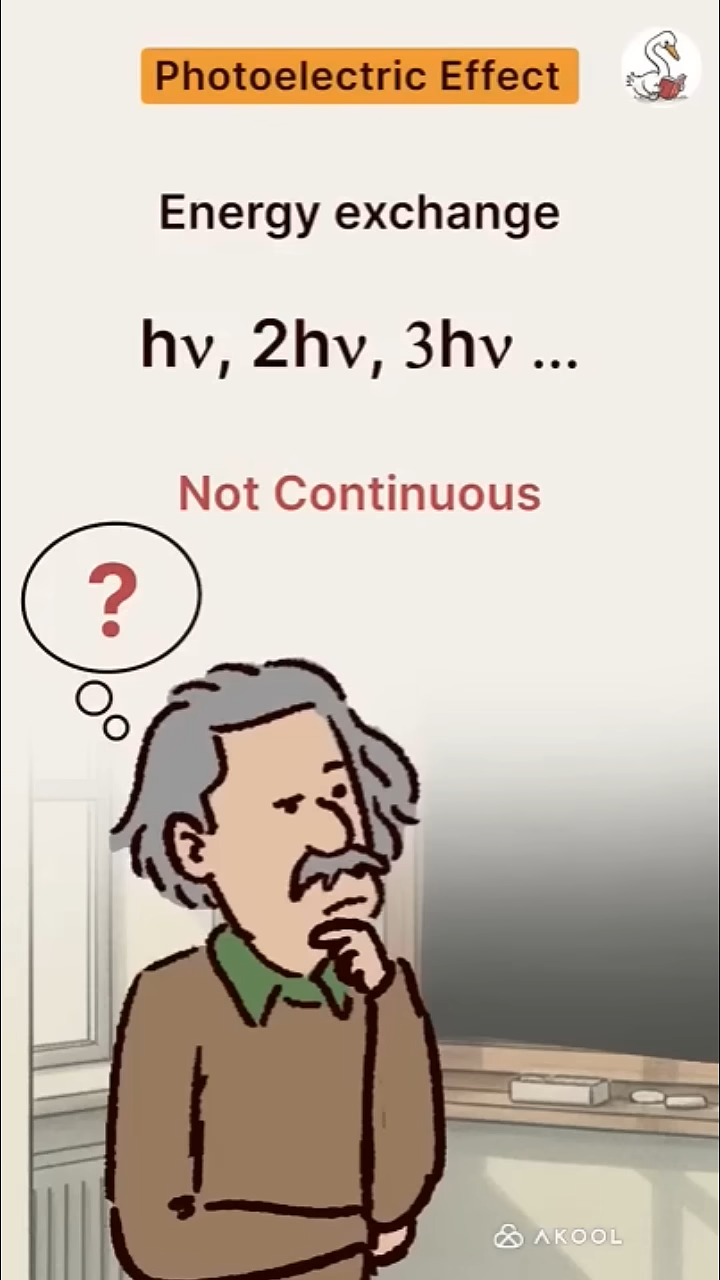 Photoelectric Effect
Energy exchange
hν, 2hν, 3hν ...
Not Continuous
?
AKOOL